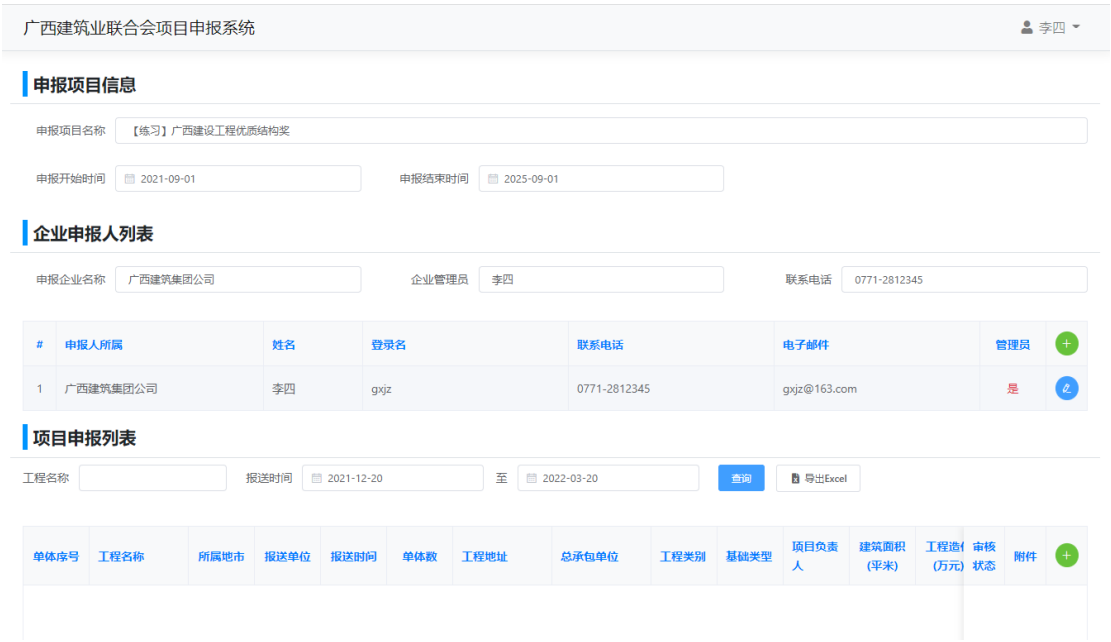 广西建筑业联合会项目申报系统 李四
申报项目信息
申报项目名称 【练习】广西建设工程优质结构奖
申报开始时间 2021-09-01 申报结束时间 2025-09-01
企业申报人列表
申报企业名称 广西建筑集团公司 企业管理员 李四 联系电话 0771-2812345
# 申报人所属 姓名 登录名 联系电话 电子邮件 管理员
1 广西建筑集团公司 李四 gxjz 0771-2812345 gxjz@163.com 是
项目申报列表
工程名称 报送时间 2021-12-20 至 2022-03-20 查询 导出Excel
单体序号 工程名称 所属地市 报送单位 报送时间 单体数 工程地址 总承包单位 工程类别 基础类型 项目负责人 建筑面积(平米) 工程造(万元) 审核状态 附件